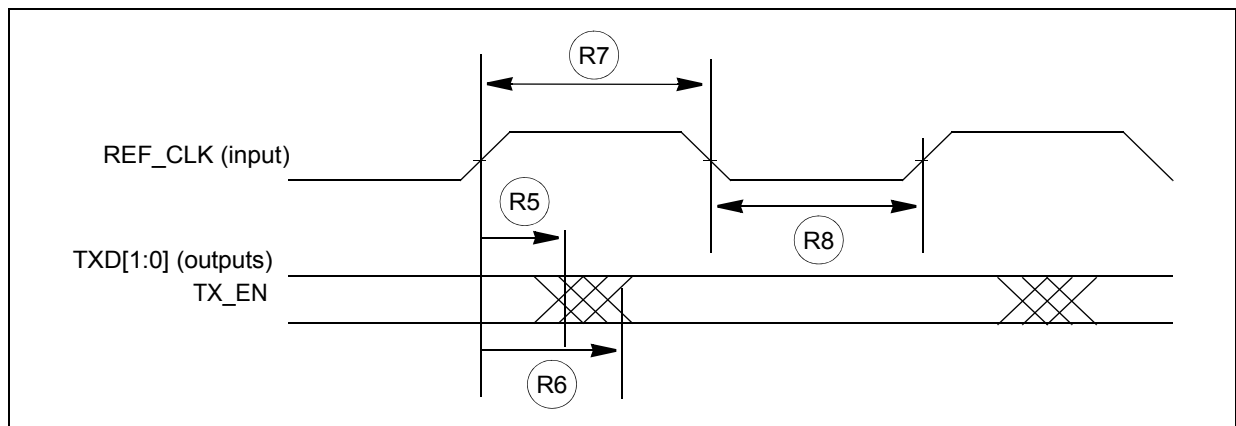 R7
REF_CLK (input)
R5
R8
TXD[1:0] (outputs)
TX_EN
R6